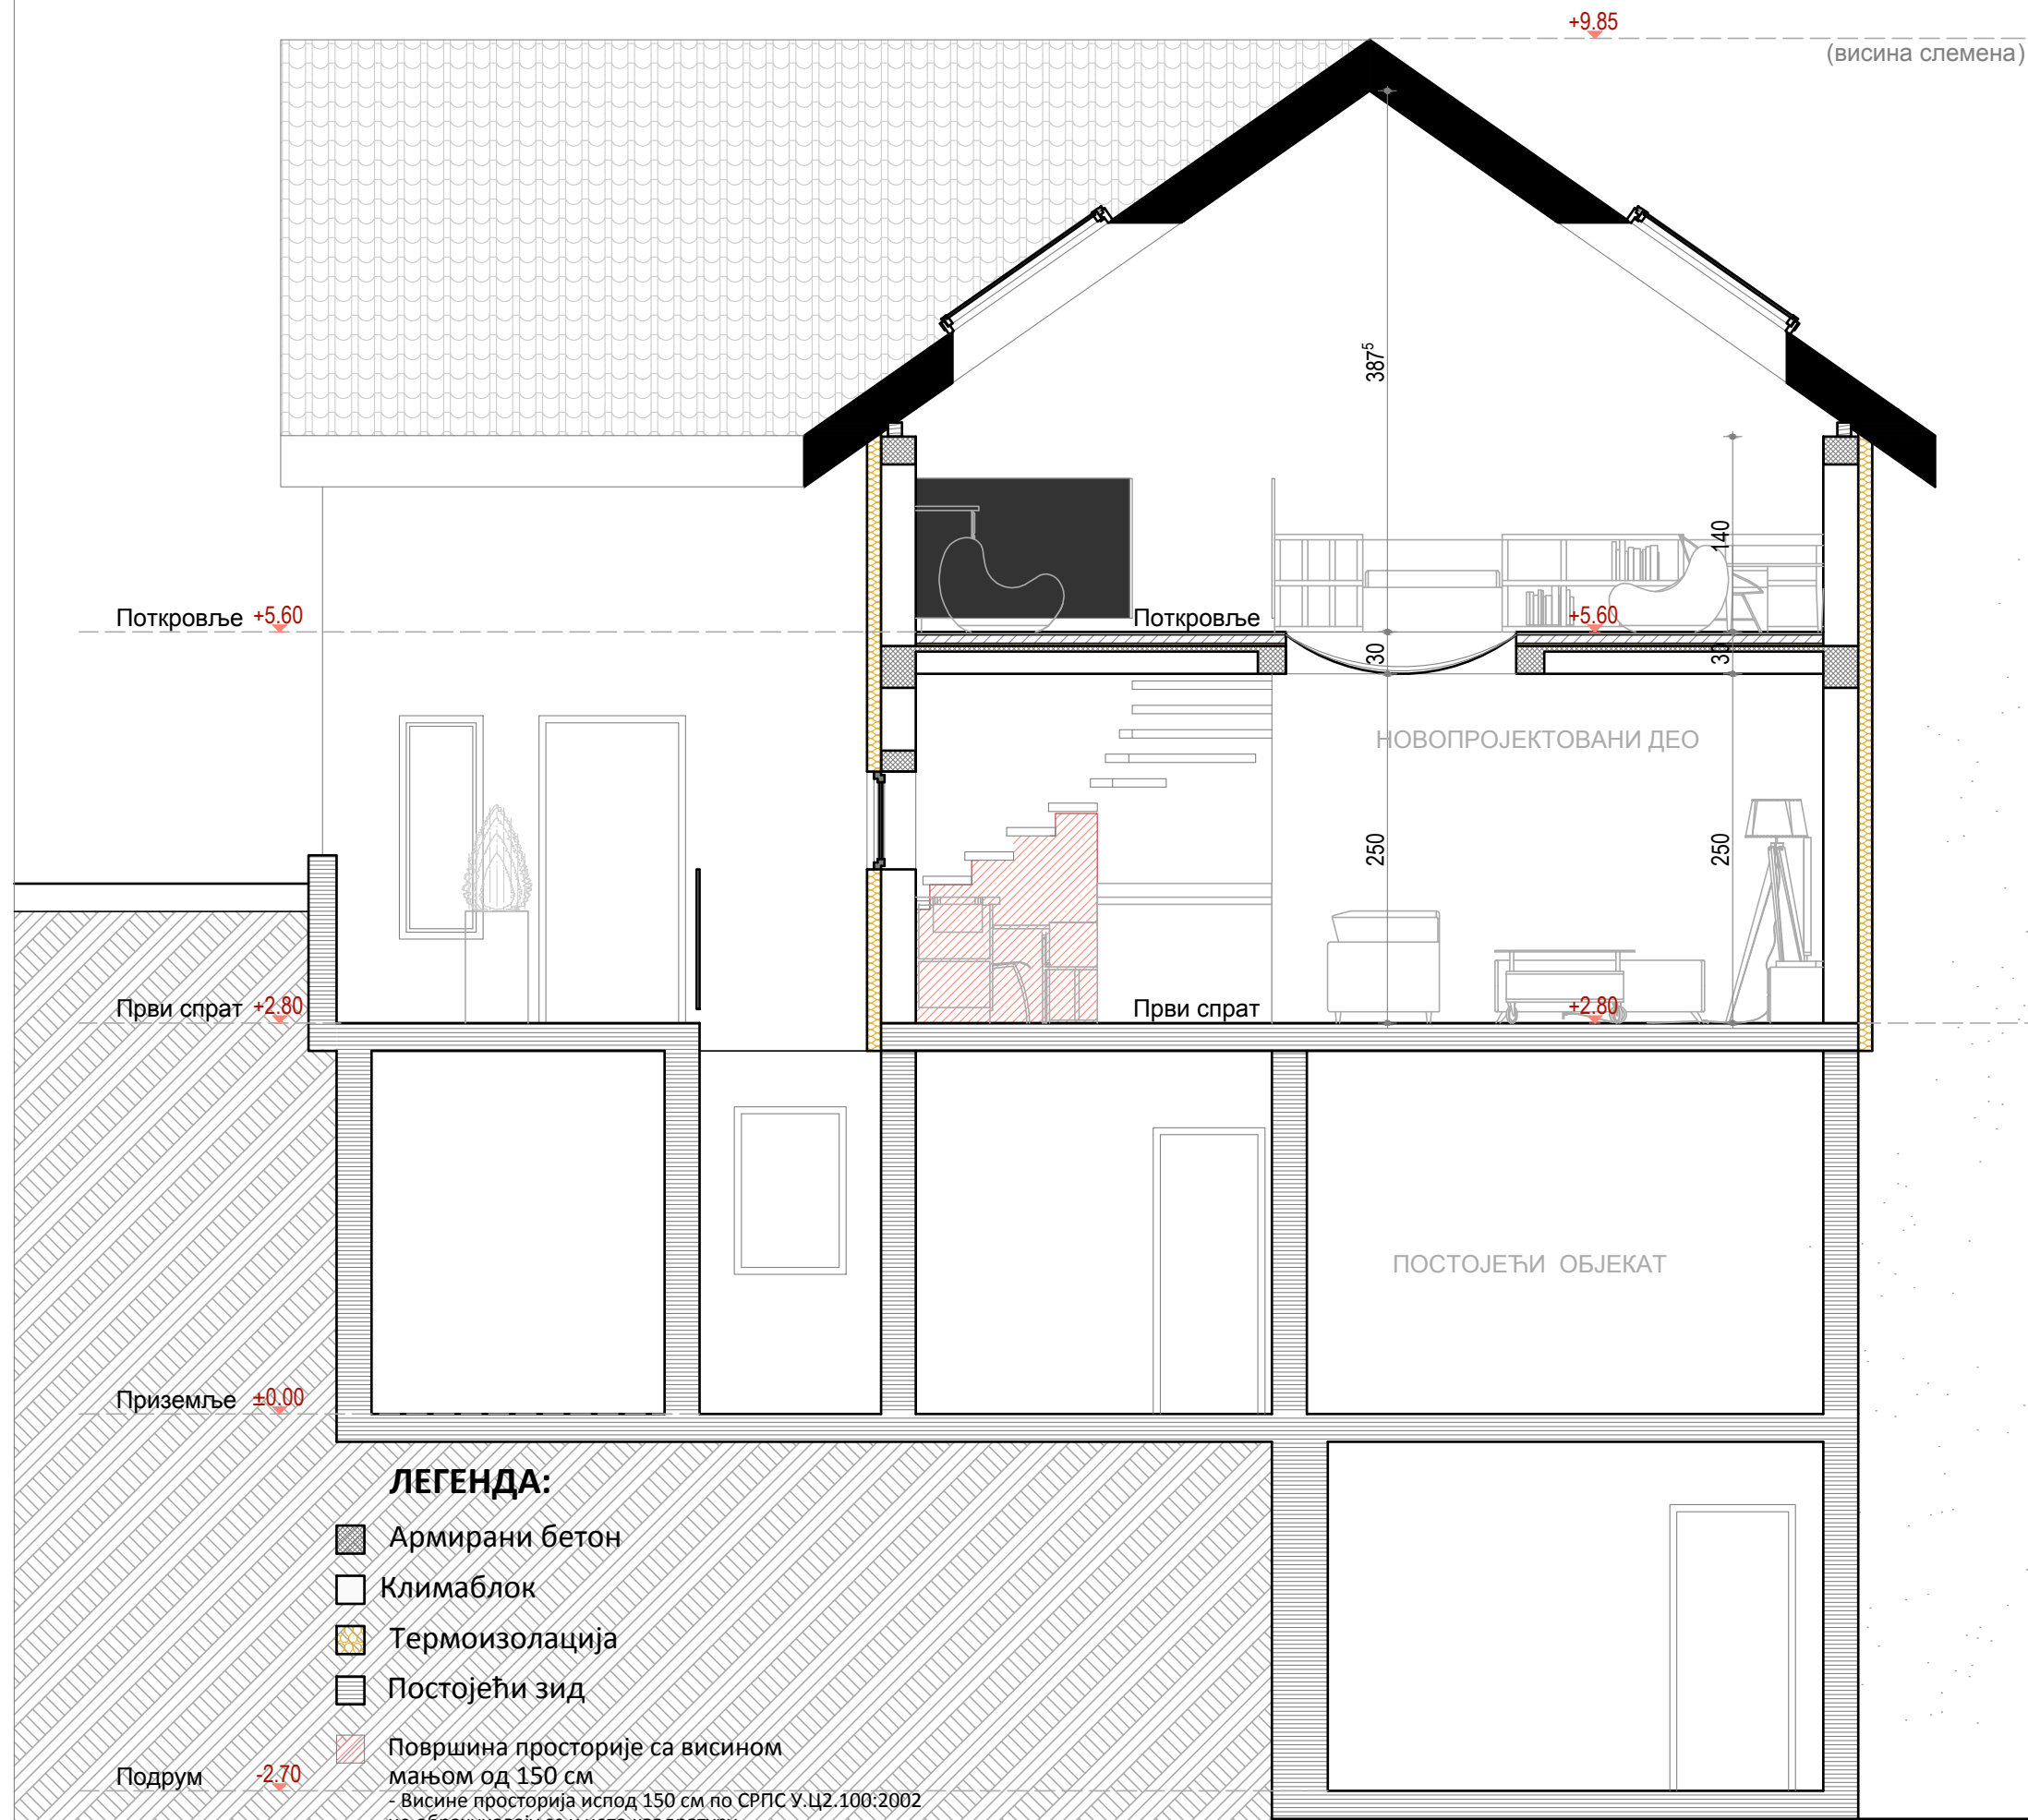 +9.85
(висина слемена)
387⁵
140
Поткровље +5.60
Поткровље
+5.60
30
30
НОВОПРОЈЕКТОВАНИ ДЕО
250
250
Први спрат +2.80
Први спрат
+2.80
ПОСТОЈЕЋИ ОБЈЕКАТ
Приземље ±0.00
ЛЕГЕНДА:
Армирани бетон
Климаблок
Термоизолација
Постојећи зид
Површина просторије са висином
мањом од 150 см
Подрум -2.70
- Висине просторија испод 150 см по СРПС У.Ц2.100:2002